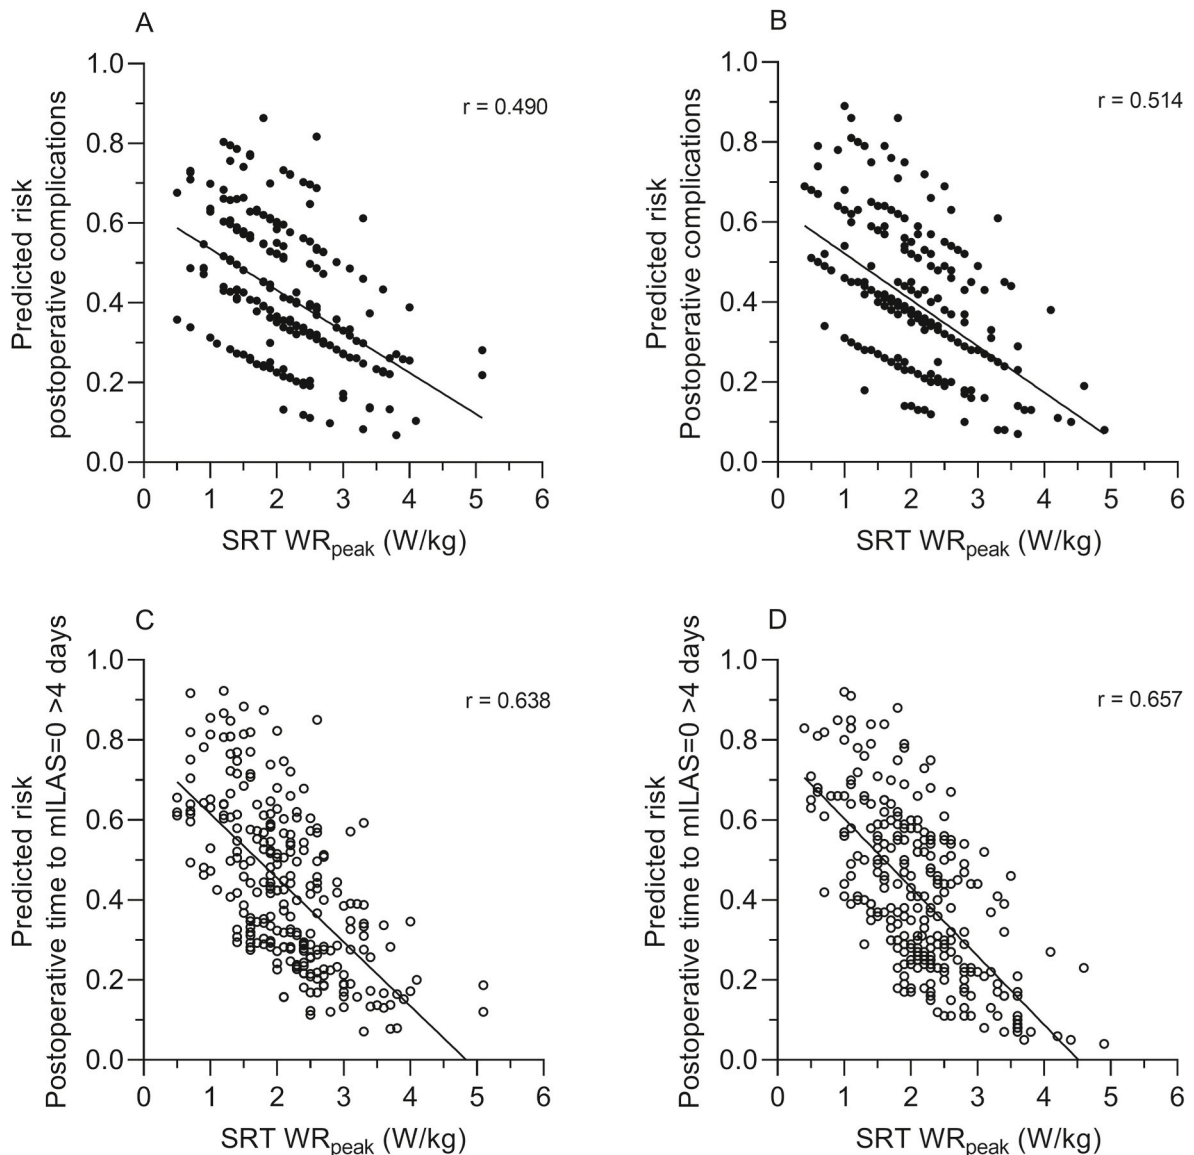 A
Predicted risk
postoperative complications
1.0
0.8
0.6
0.4
0.2
0.0
r = 0.490
0 1 2 3 4 5 6
SRT WRpeak (W/kg)
B
Predicted risk
Postoperative complications
1.0
0.8
0.6
0.4
0.2
0.0
r = 0.514
0 1 2 3 4 5 6
SRT WRpeak (W/kg)
C
Predicted risk
Postoperative time to mILAS=0 >4 days
1.0
0.8
0.6
0.4
0.2
0.0
r = 0.638
0 1 2 3 4 5 6
SRT WRpeak (W/kg)
D
Predicted risk
Postoperative time to mILAS=0 >4 days
1.0
0.8
0.6
0.4
0.2
0.0
r = 0.657
0 1 2 3 4 5 6
SRT WRpeak (W/kg)